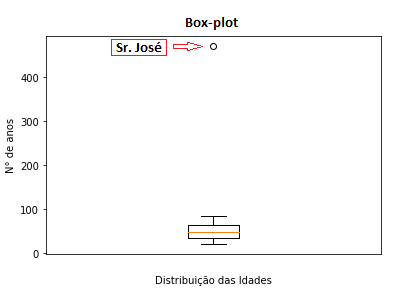 Box-plot
Sr. José
400
300
200
100
0
N° de anos
Distribuição das Idades